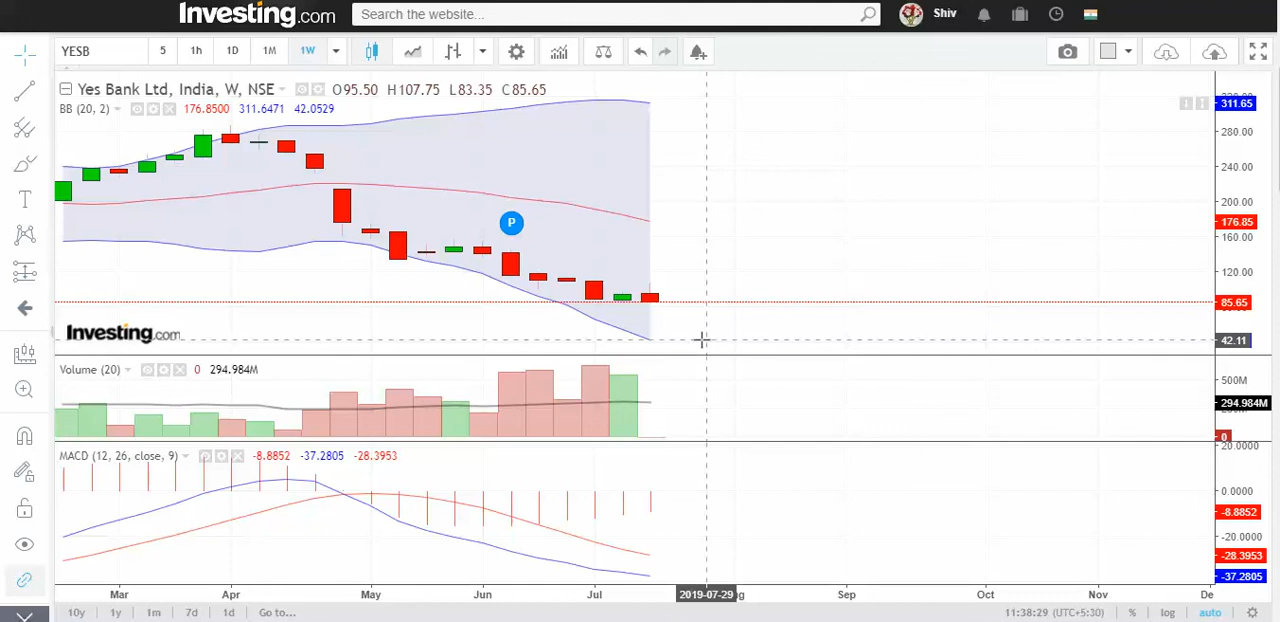 Investing.com
Search the website...
Shiv
YESB 5 1h 1D 1M 1W
T
Yes Bank Ltd, India, W, NSE O95.50 H107.75 L83.35 C85.65
BB (20, 2) 176.8500 311.6471 42.0529
311.65
280.00
240.00
200.00
176.85
160.00
120.00
85.65
42.11
P
Investing.com
Volume (20) 0 294.984M
500M
294.984M
0
MACD (12, 26, close, 9) -8.8852 -37.2805 -28.3953
20.0000
0.0000
-8.8852
-20.0000
-28.3953
-37.2805
Mar Apr May Jun Jul 2019-07-29 Sep Oct Nov De
10y 1y 1m 7d 1d Go to... 11:38:29 (UTC+5:30) % log auto